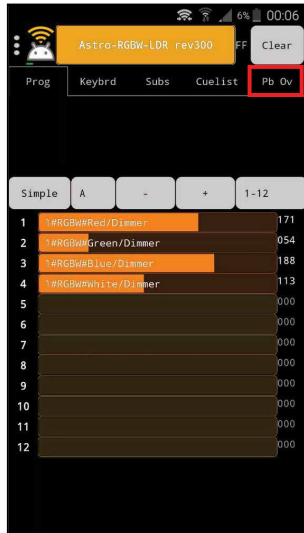 6% 00:06
Astro-RGBW-LDR rev300 FF Clear
Prog Keybrd Subs Cuelist Pb Ov
Simple A - + 1-12
1 1#RGBW#Red/Dimmer 171
2 1#RGBW#Green/Dimmer 054
3 1#RGBW#Blue/Dimmer 188
4 1#RGBW#White/Dimmer 113
5 000
6 000
7 000
8 000
9 000
10 000
11 000
12 000